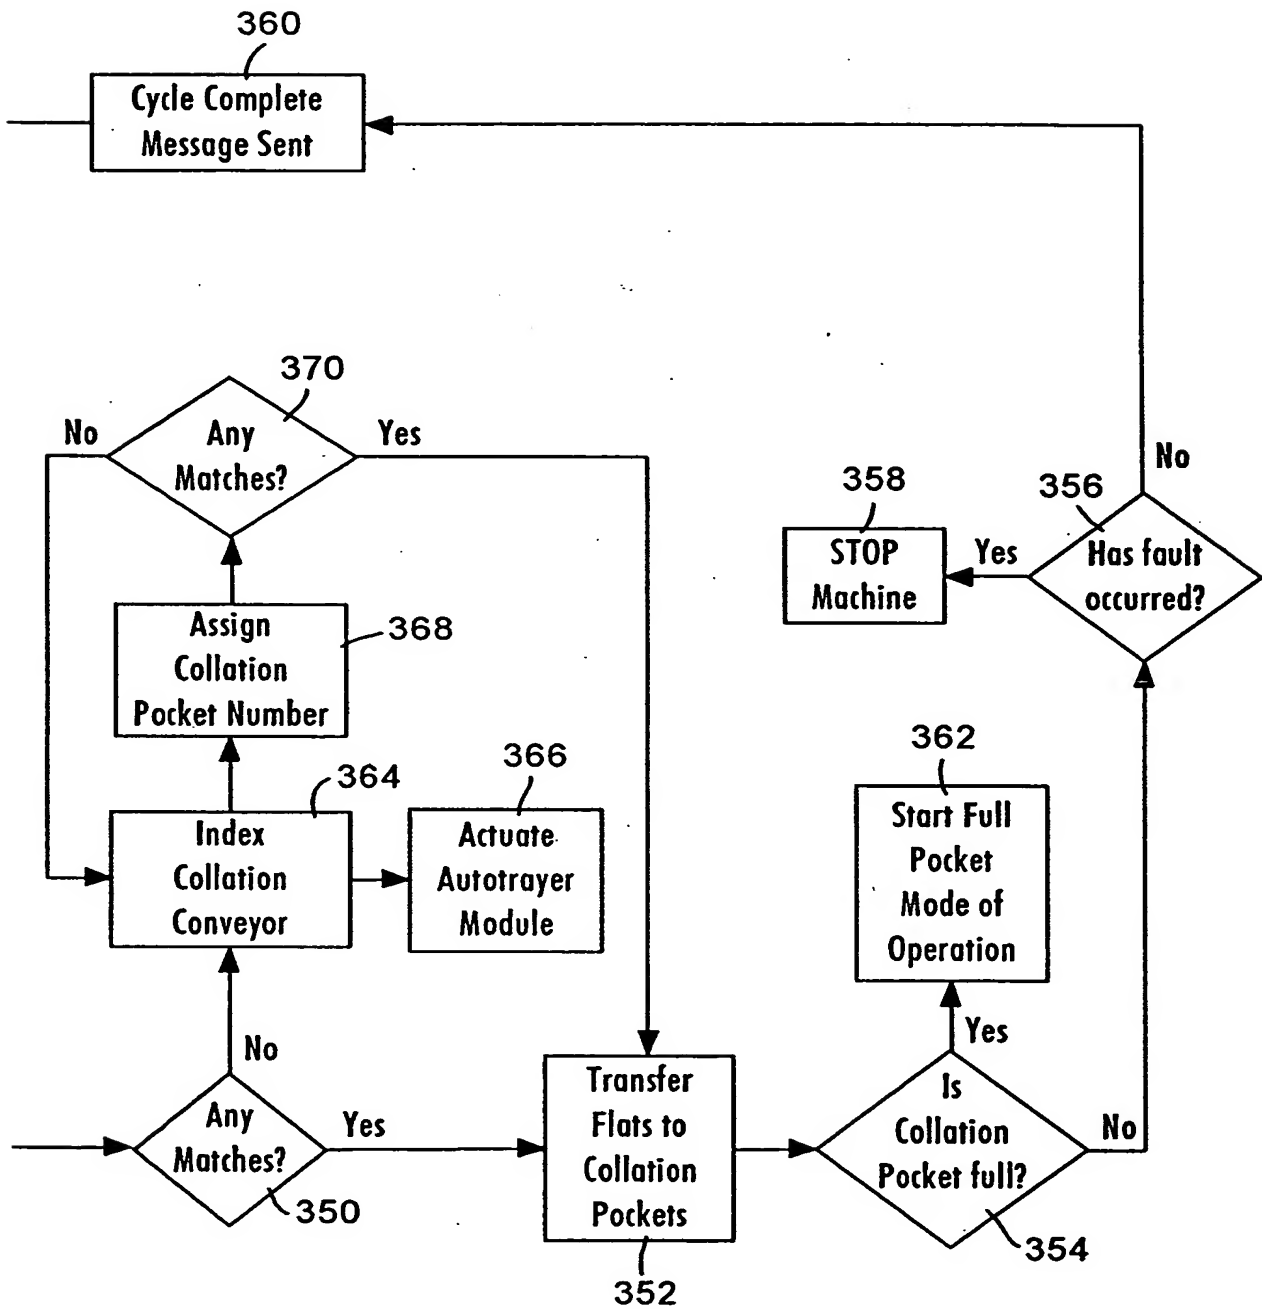 360
Cycle Complete
Message Sent
370
No
Any
Matches?
Yes
No
358
356
STOP
Machine
Yes
Has fault
occurred?
Assign
Collation
Pocket Number
368
362
364
366
Index
Collation
Conveyor
Actuate
Autotrayer
Module
Start Full
Pocket
Mode of
Operation
No
Yes
Any
Matches?
Yes
350
Transfer
Flats to
Collation
Pockets
352
Is
Collation
Pocket full?
No
354